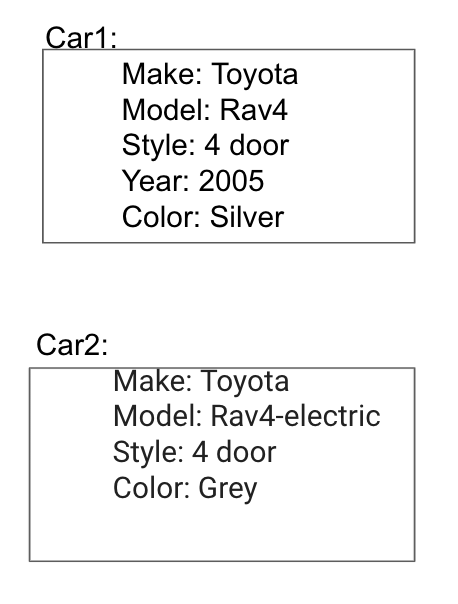 Car1:
Make: Toyota
Model: Rav4
Style: 4 door
Year: 2005
Color: Silver
Car2:
Make: Toyota
Model: Rav4-electric
Style: 4 door
Color: Grey